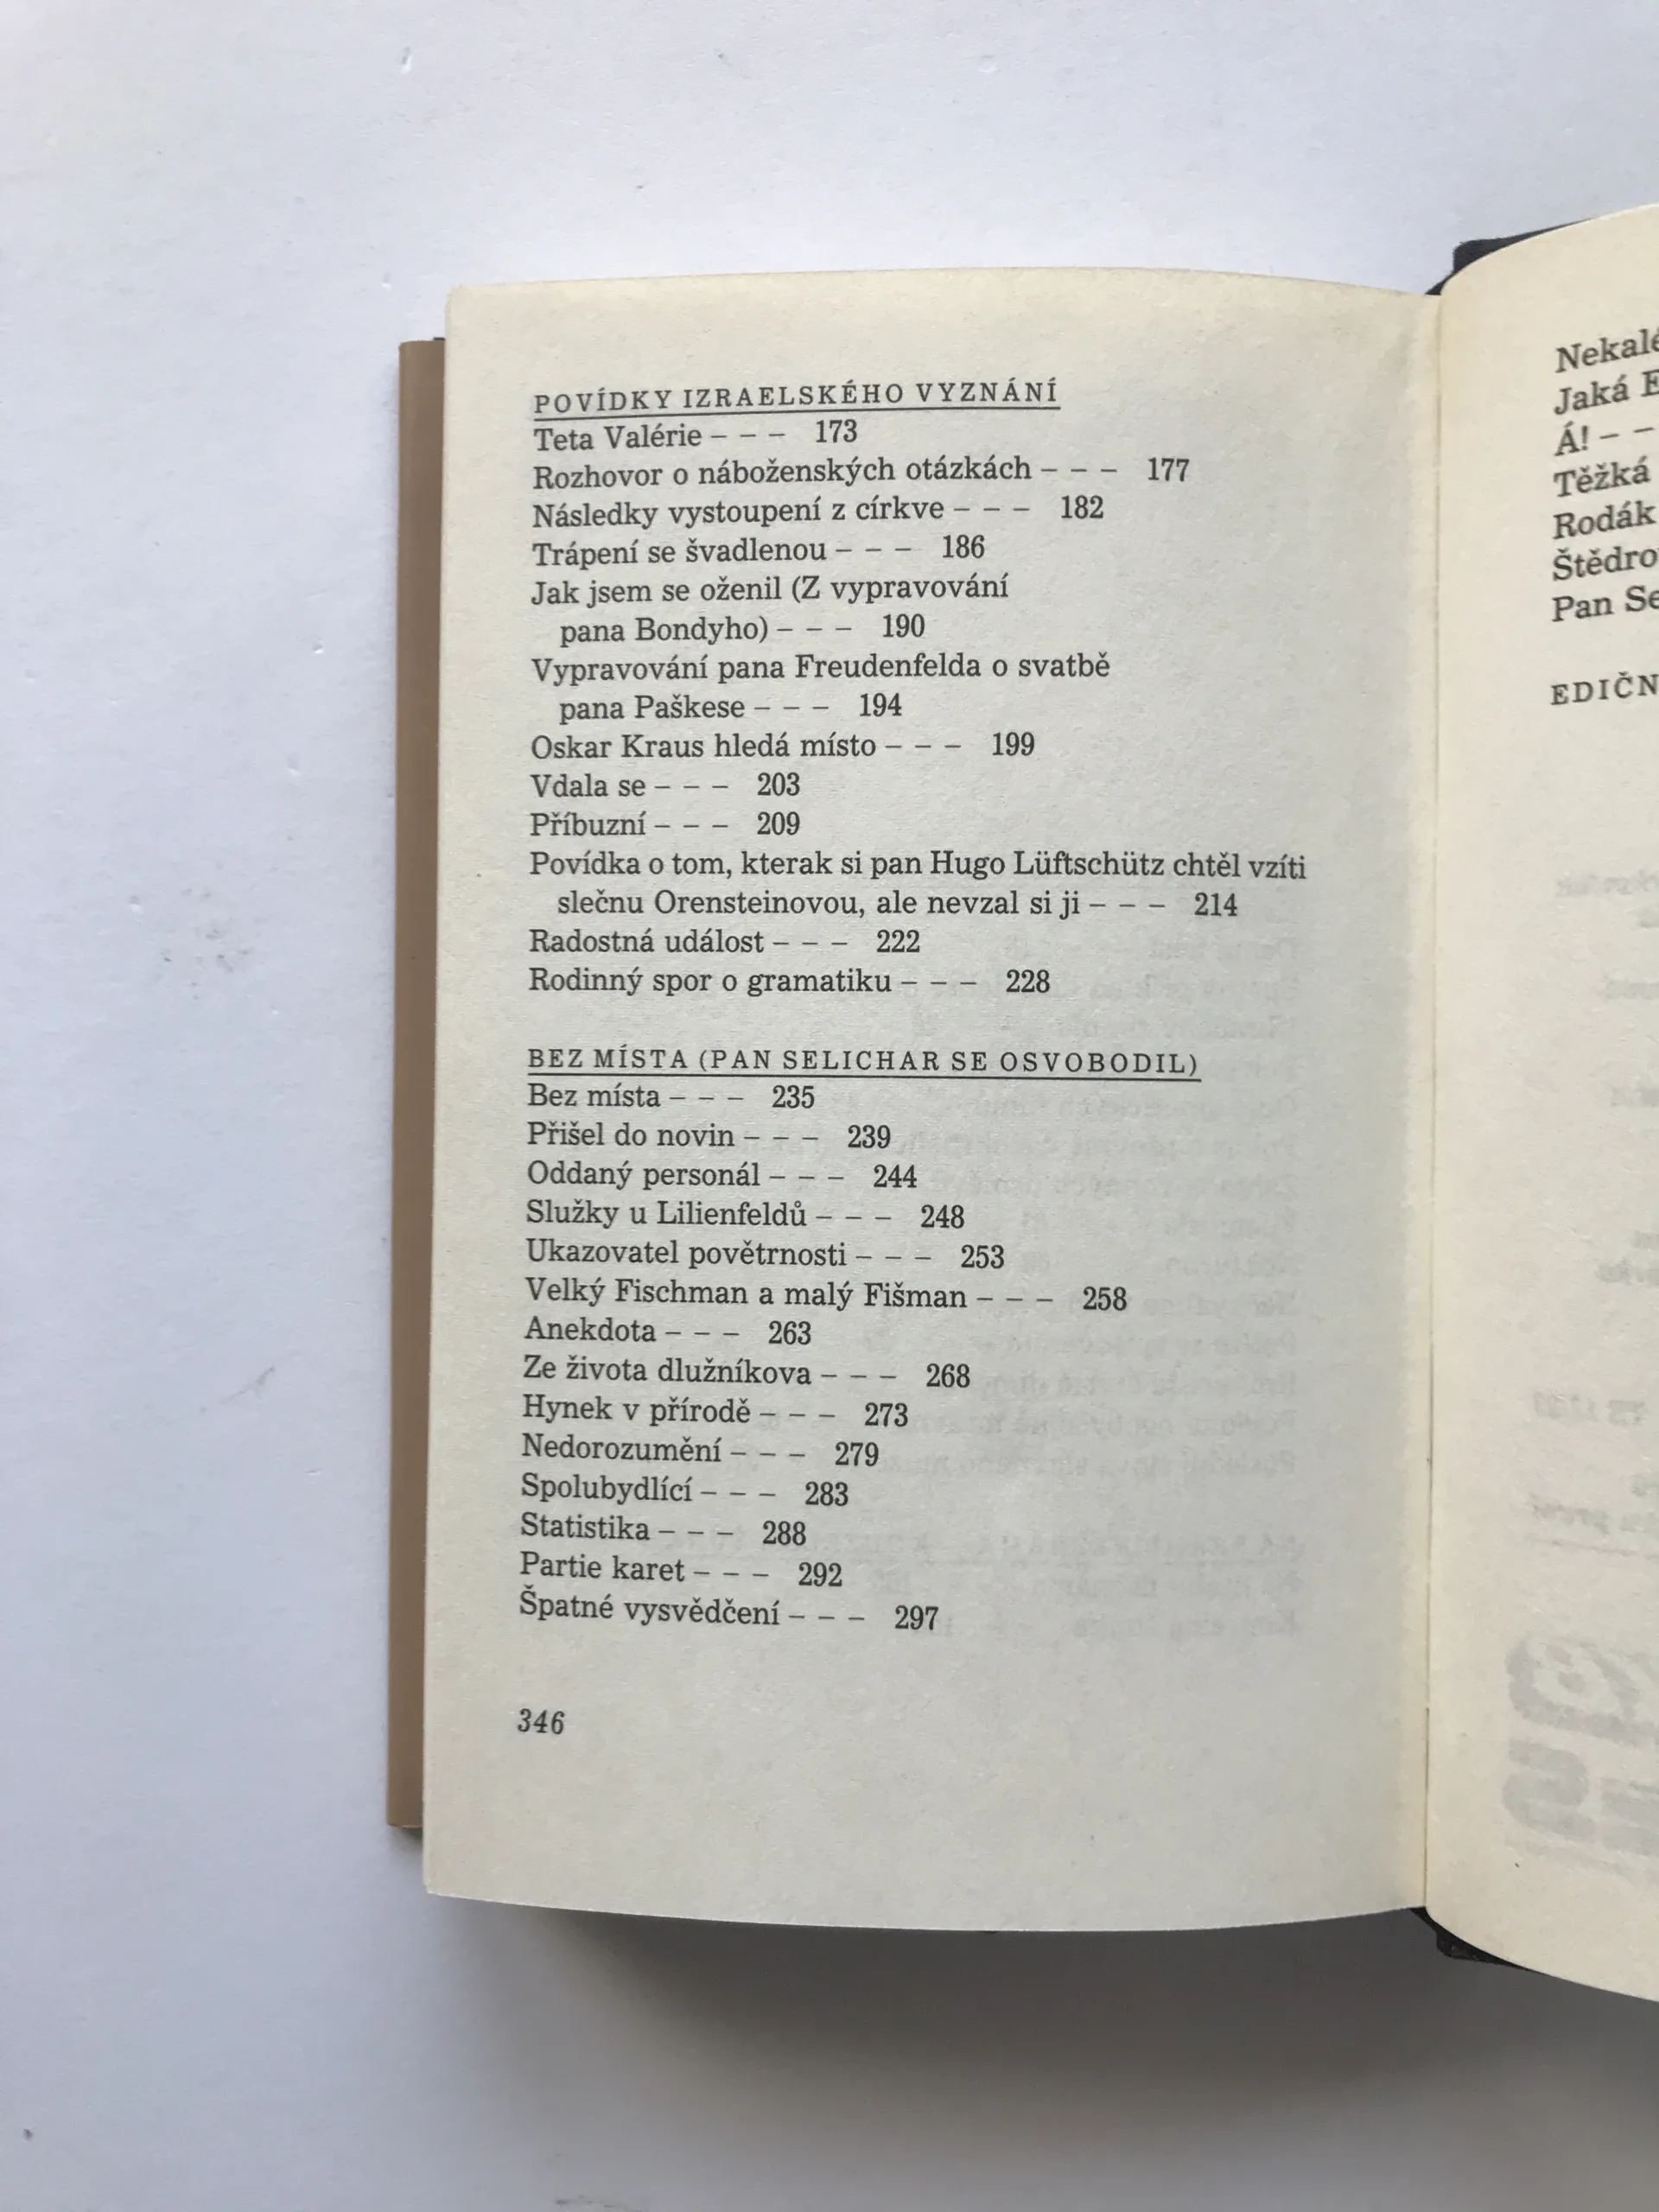 POVÍDKY IZRAELSKÉHO VYZNÁNÍ
Teta Valérie – – – 173
Rozhovor o náboženských otázkách – – – 177
Následky vystoupení z církve – – – 182
Trápení se švadlenou – – – 186
Jak jsem se oženil (Z vypravování
pana Bondyho) – – – 190
Vypravování pana Freudenfelda o svatbě
pana Paškese – – – 194
Oskar Kraus hledá místo – – – 199
Vdala se – – – 203
Příbuzní – – – 209
Povídka o tom, kterak si pan Hugo Lüftschütz chtěl vzíti
slečnu Orensteinovou, ale nevzal si ji – – – 214
Radostná událost – – – 222
Rodinný spor o gramatiku – – – 228
BEZ MÍSTA (PAN SELICHAR SE OSVOBODIL)
Bez místa – – – 235
Přišel do novin – – – 239
Oddaný personál – – – 244
Služky u Lilienfeldů – – – 248
Ukazovatel povětrnosti – – – 253
Velký Fischman a malý Fišman – – – 258
Anekdota – – – 263
Ze života dlužníkova – – – 268
Hynek v přírodě – – – 273
Nedorozumění – – – 279
Spolubydlící – – – 283
Statistika – – – 288
Partie karet – – – 292
Špatné vysvědčení – – – 297
346
Jaká
Á! – –
Těžká
Rodák
Pan